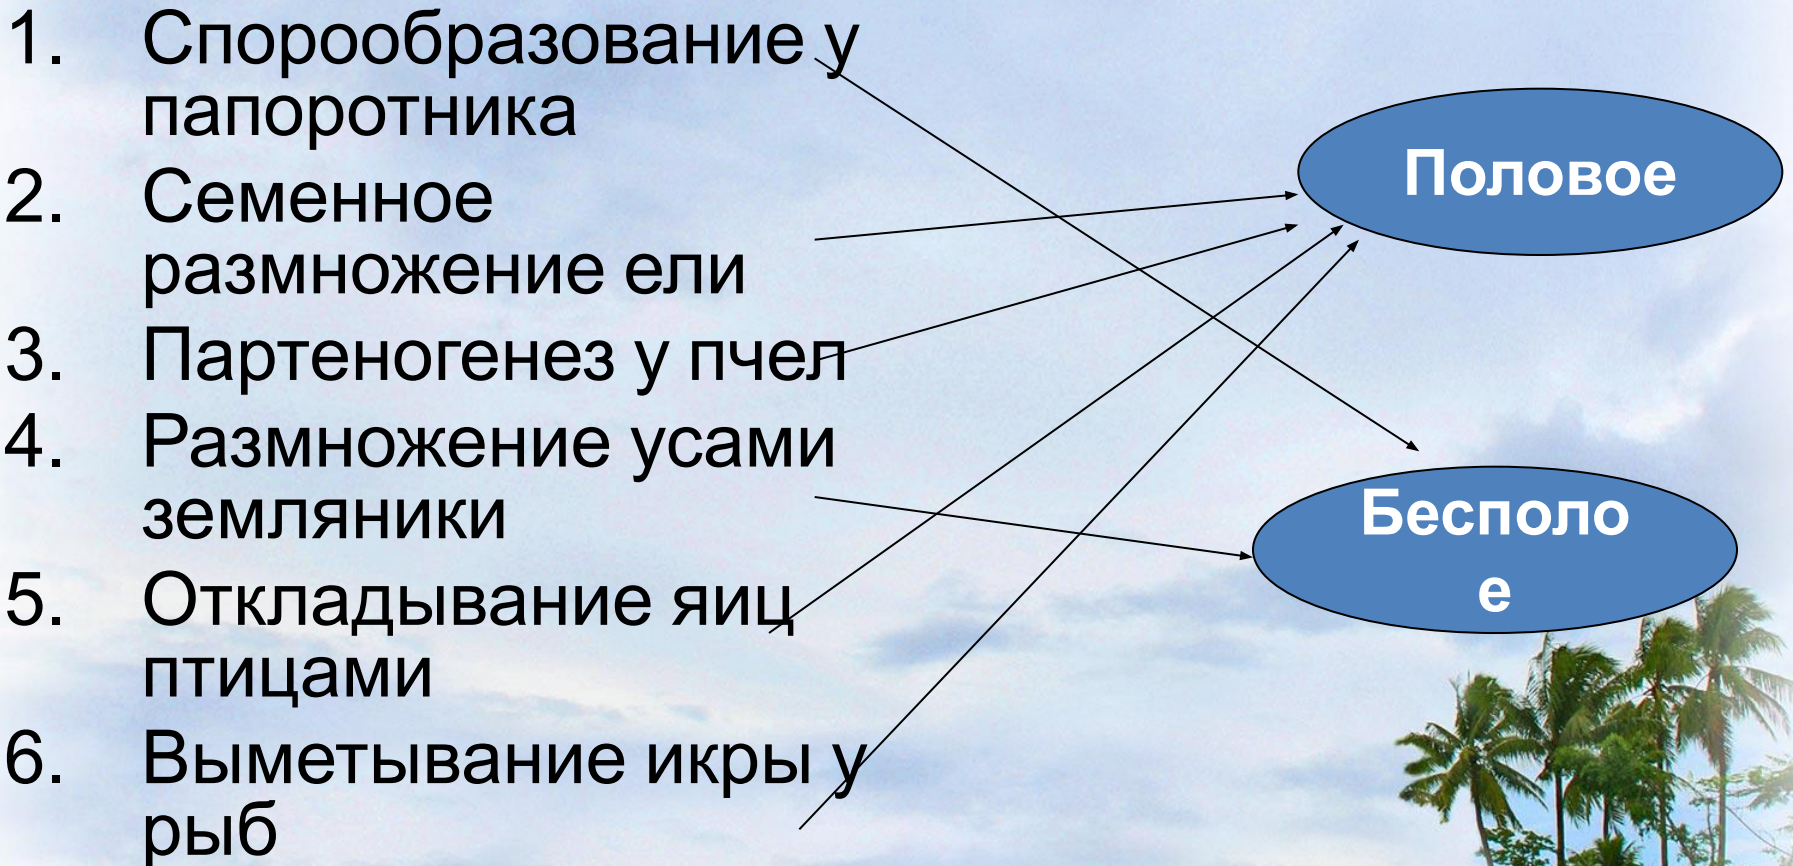 1. Спорообразование у
папоротника
2. Семенное
размножение ели
3. Партеногенез у пчел
4. Размножение усами
земляники
5. Откладывание яиц
птицами
6. Выметывание икры у
рыб
Половое
Бесполо
е